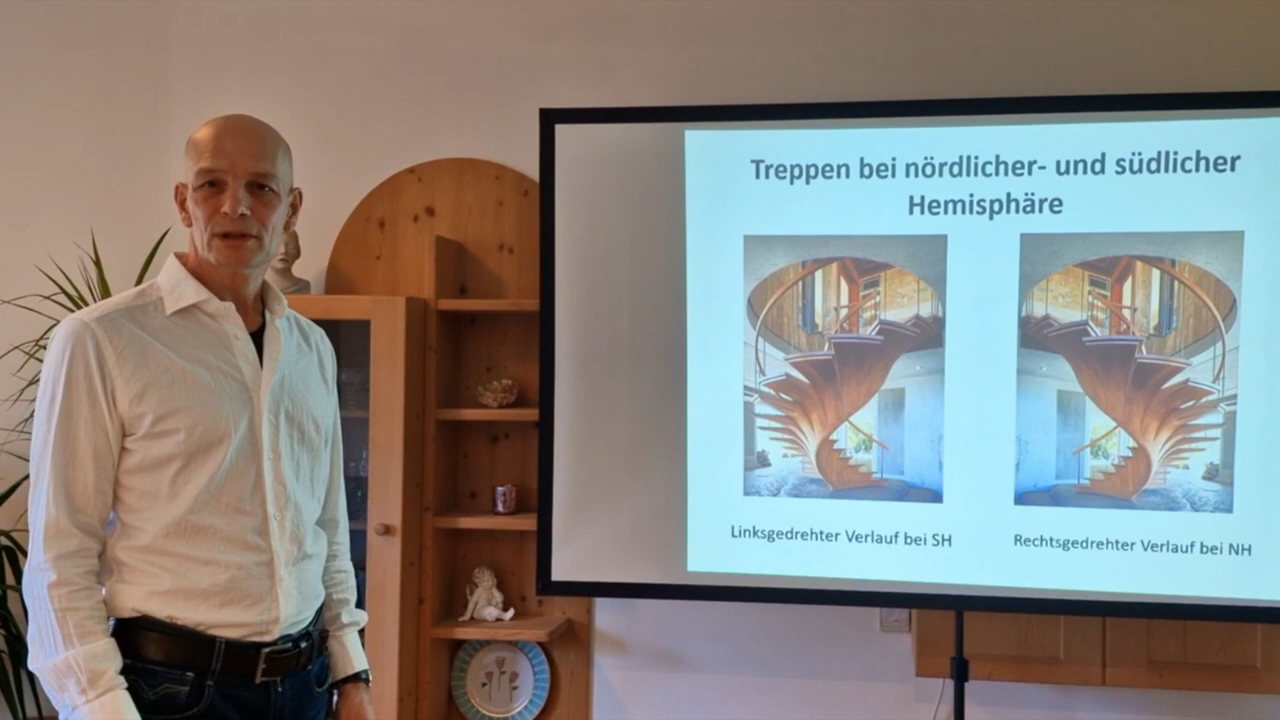 Treppen bei nördlicher- und südlicher
Hemisphäre
Linksgedrehter Verlauf bei SH
Rechtsgedrehter Verlauf bei NH